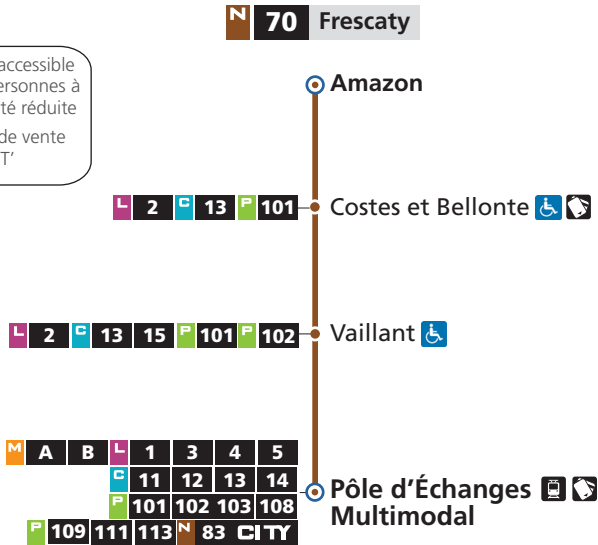 N 70 Frescaty
accessible
ersonnes à
té réduite
de vente
T’
Amazon
L 2 C 13 P 101 Costes et Bellonte
L 2 C 13 15 P 101 P 102 Vaillant
M A B L 1 3 4 5
C 11 12 13 14
P 101 102 103 108
P 109 111 113 N 83 CITY
Pôle d’Échanges
Multimodal